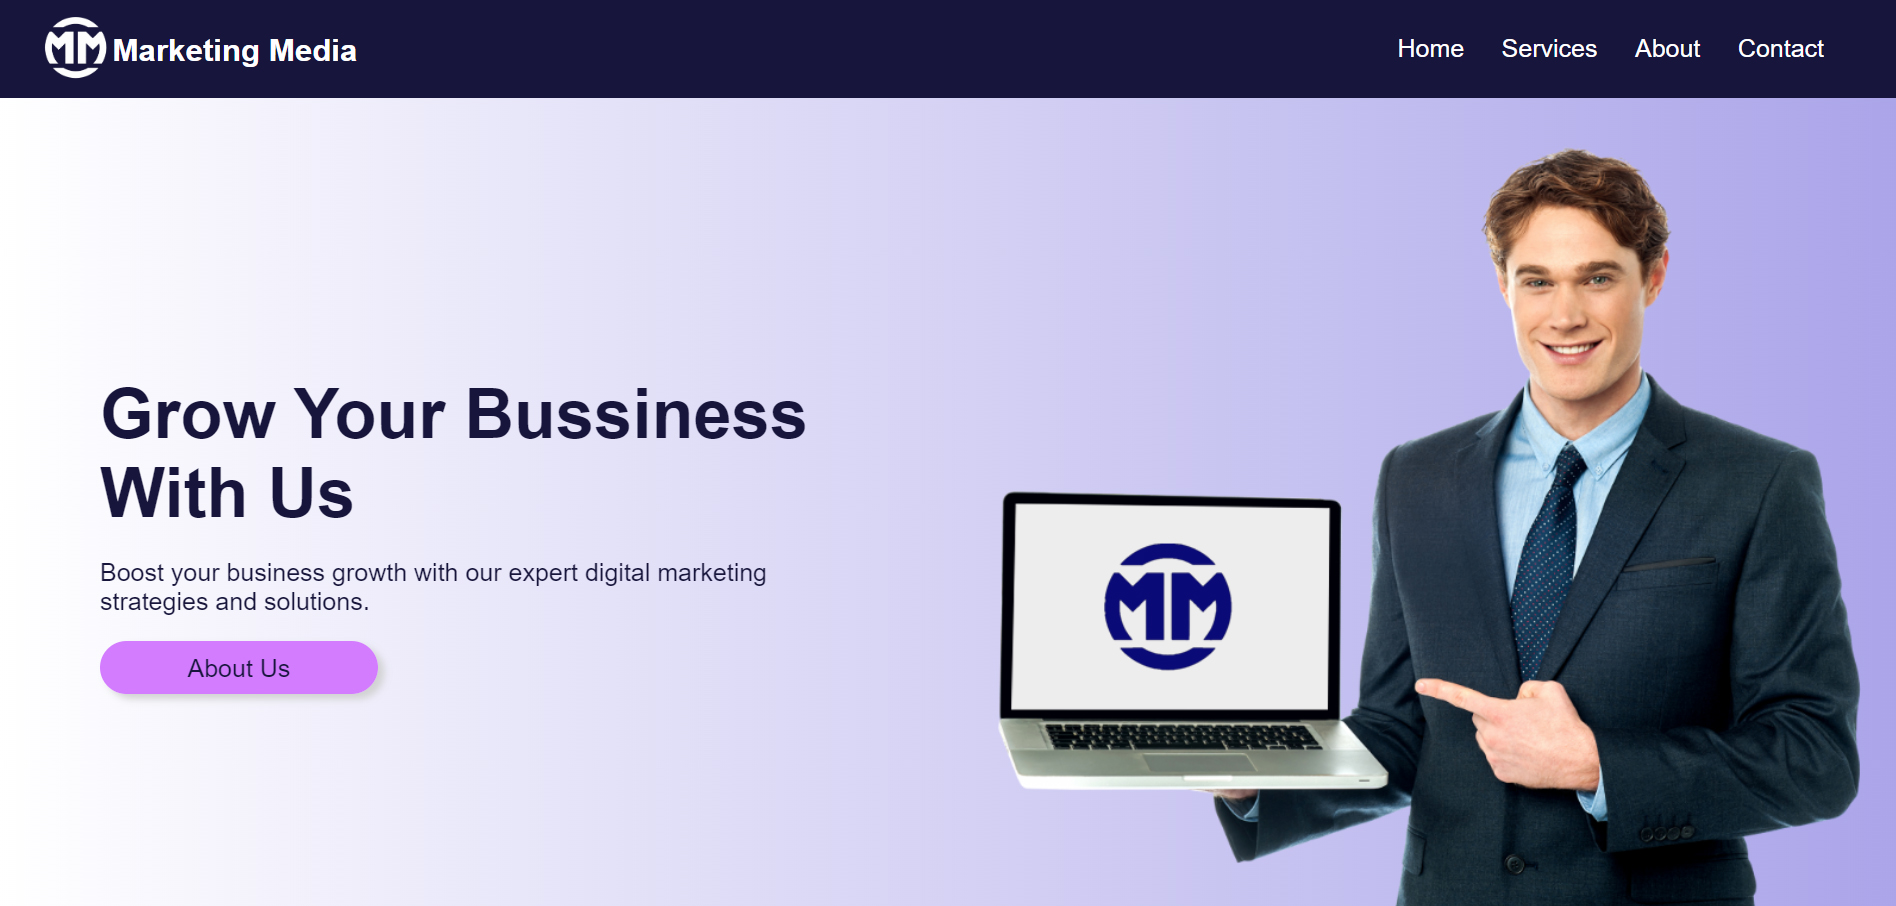 MM Marketing Media
Home Services About Contact
Grow Your Bussiness
With Us
Boost your business growth with our expert digital marketing
strategies and solutions.
About Us
MM